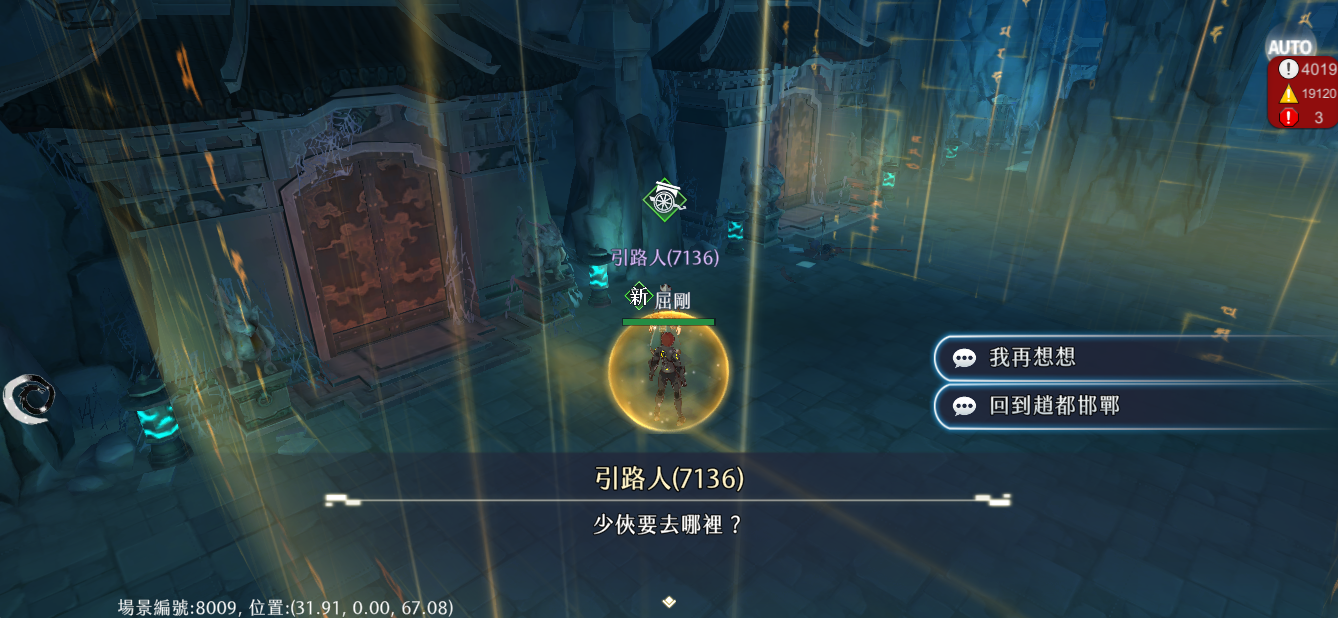 AUTO
4019
19120
3
引路人(7136)
新 屈剛
我再想想
回到趙都邯鄲
引路人(7136)
少俠要去哪裡？
場景編號:8009, 位置:(31.91, 0.00, 67.08)